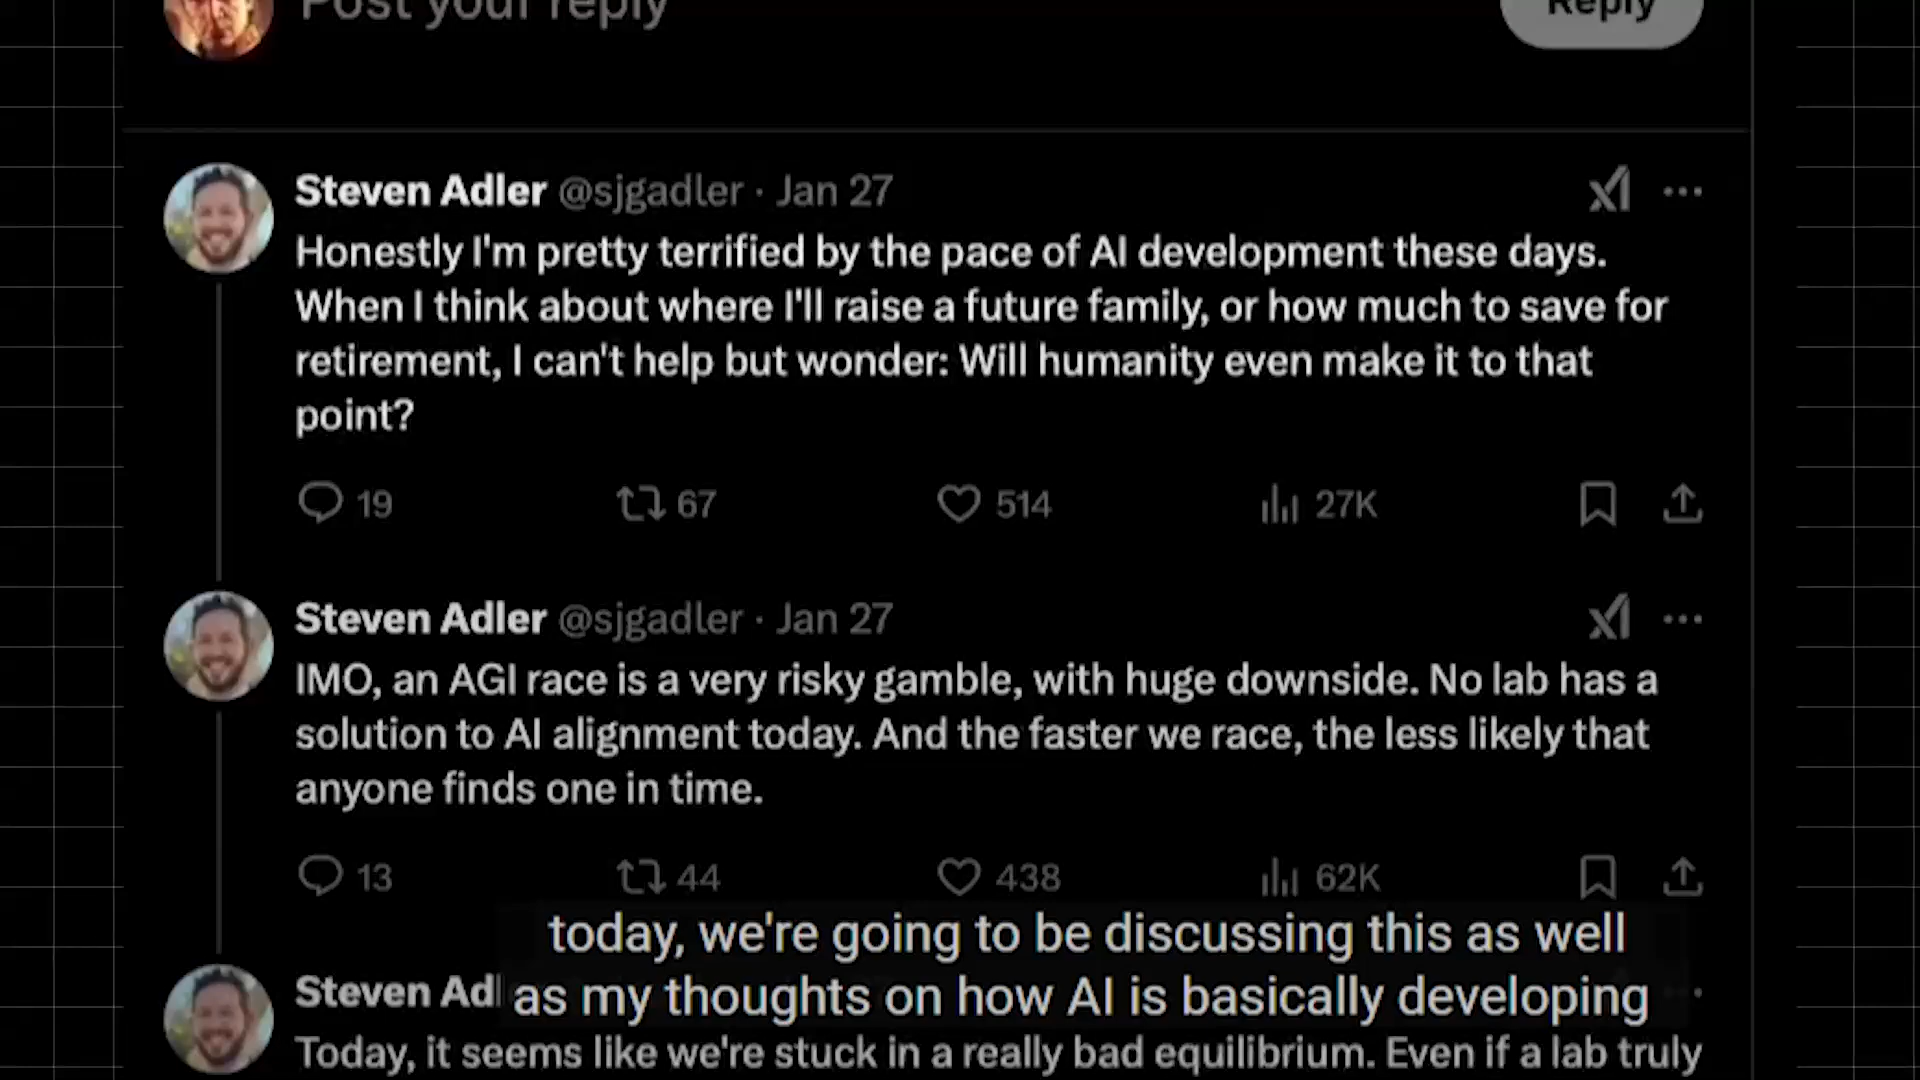 Post your reply
Reply
Steven Adler @sjgadler · Jan 27
Honestly I'm pretty terrified by the pace of AI development these days.
When I think about where I'll raise a future family, or how much to save for
retirement, I can't help but wonder: Will humanity even make it to that
point?
19 67 514 27K
Steven Adler @sjgadler · Jan 27
IMO, an AGI race is a very risky gamble, with huge downside. No lab has a
solution to AI alignment today. And the faster we race, the less likely that
anyone finds one in time.
13 44 438 62K
today, we're going to be discussing this as well
Steven Adl
as my thoughts on how AI is basically developing
Today, it seems like we're stuck in a really bad equilibrium. Even if a lab truly